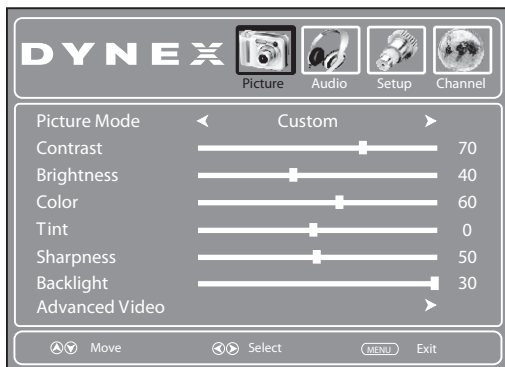 DYNEX
Picture Audio Setup Channel
Picture Mode Custom
Contrast 70
Brightness 40
Color 60
Tint 0
Sharpness 50
Backlight 30
Advanced Video
Move Select MENU Exit